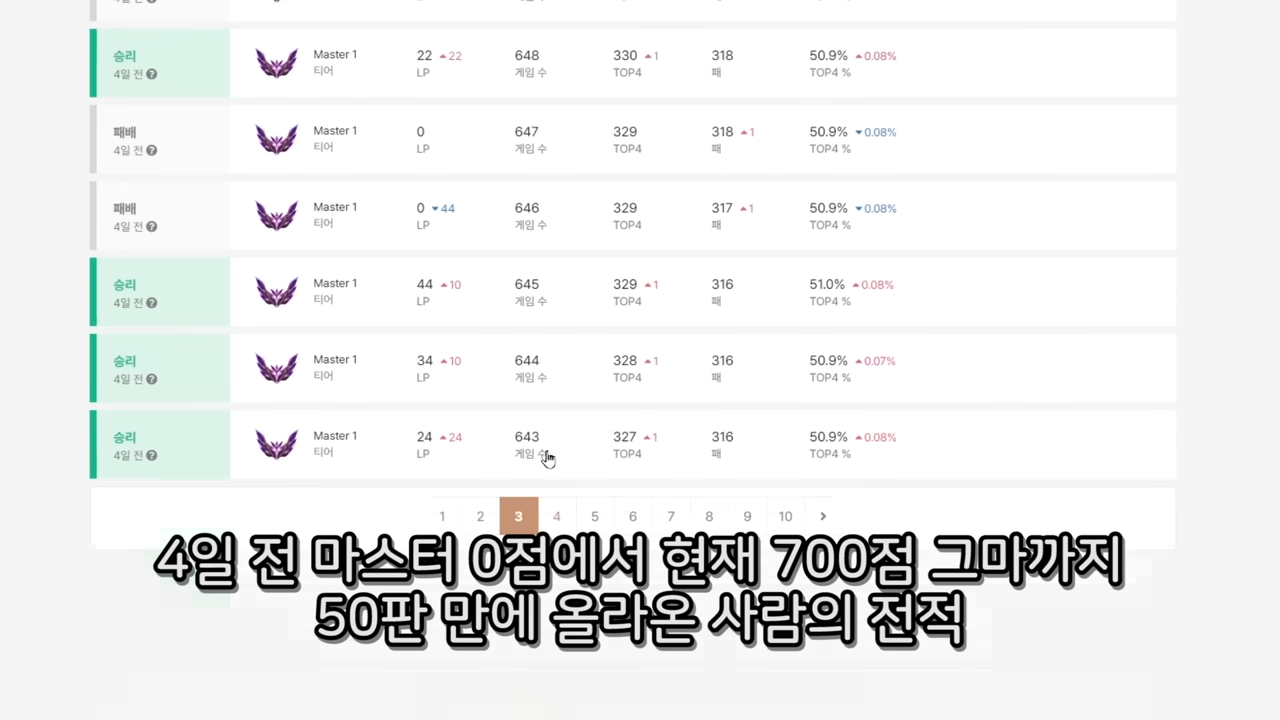 4일 전
승리 Master 1 22 ▲22 648 330 ▲1 318 50.9% ▲0.08%
4일 전 ? 티어 LP 게임 수 TOP4 패 TOP4 %
패배 Master 1 0 647 329 318 ▲1 50.9% ▼0.08%
4일 전 ? 티어 LP 게임 수 TOP4 패 TOP4 %
패배 Master 1 0 ▼44 646 329 317 ▲1 50.9% ▼0.08%
4일 전 ? 티어 LP 게임 수 TOP4 패 TOP4 %
승리 Master 1 44 ▲10 645 329 ▲1 316 51.0% ▲0.08%
4일 전 ? 티어 LP 게임 수 TOP4 패 TOP4 %
승리 Master 1 34 ▲10 644 328 ▲1 316 50.9% ▲0.07%
4일 전 ? 티어 LP 게임 수 TOP4 패 TOP4 %
승리 Master 1 24 ▲24 643 327 ▲1 316 50.9% ▲0.08%
4일 전 ? 티어 LP 게임 수 TOP4 패 TOP4 %
1 2 3 4 5 6 7 8 9 10 >
4일 전 마스터 0점에서 현재 700점 그마까지
50판 만에 올라온 사람의 전적